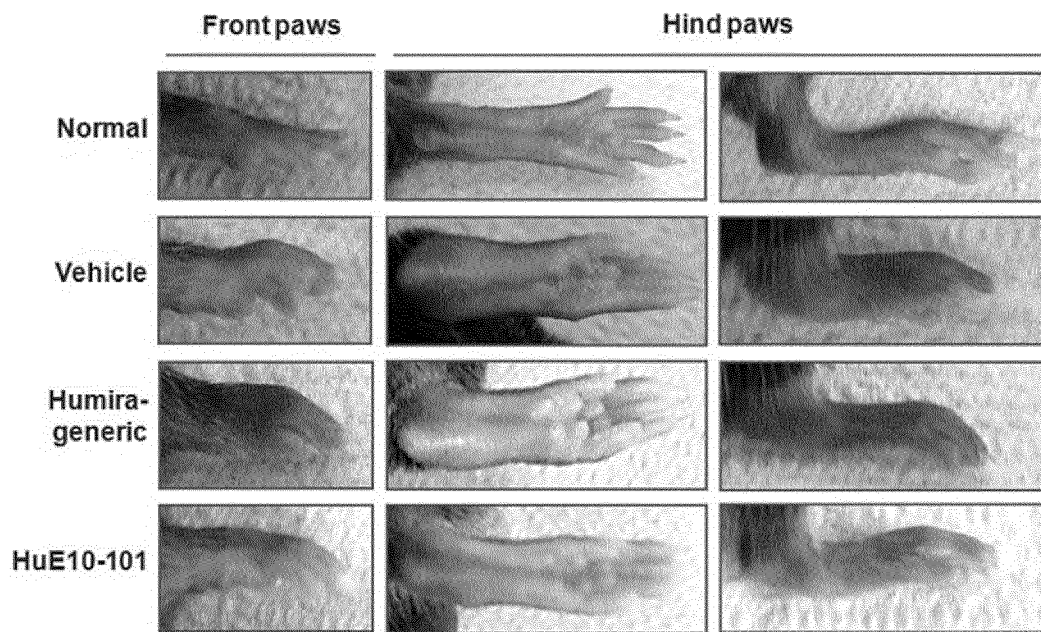 Front paws
Hind paws
Normal
Vehicle
Humira-
generic
HuE10-101